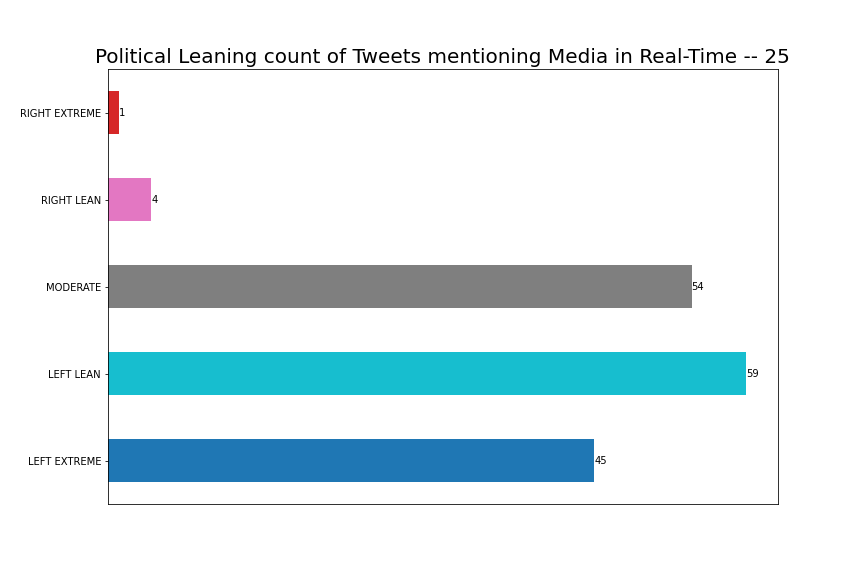 Political Leaning count of Tweets mentioning Media in Real-Time -- 25
RIGHT EXTREME 1
RIGHT LEAN 4
MODERATE 54
LEFT LEAN 59
LEFT EXTREME 45